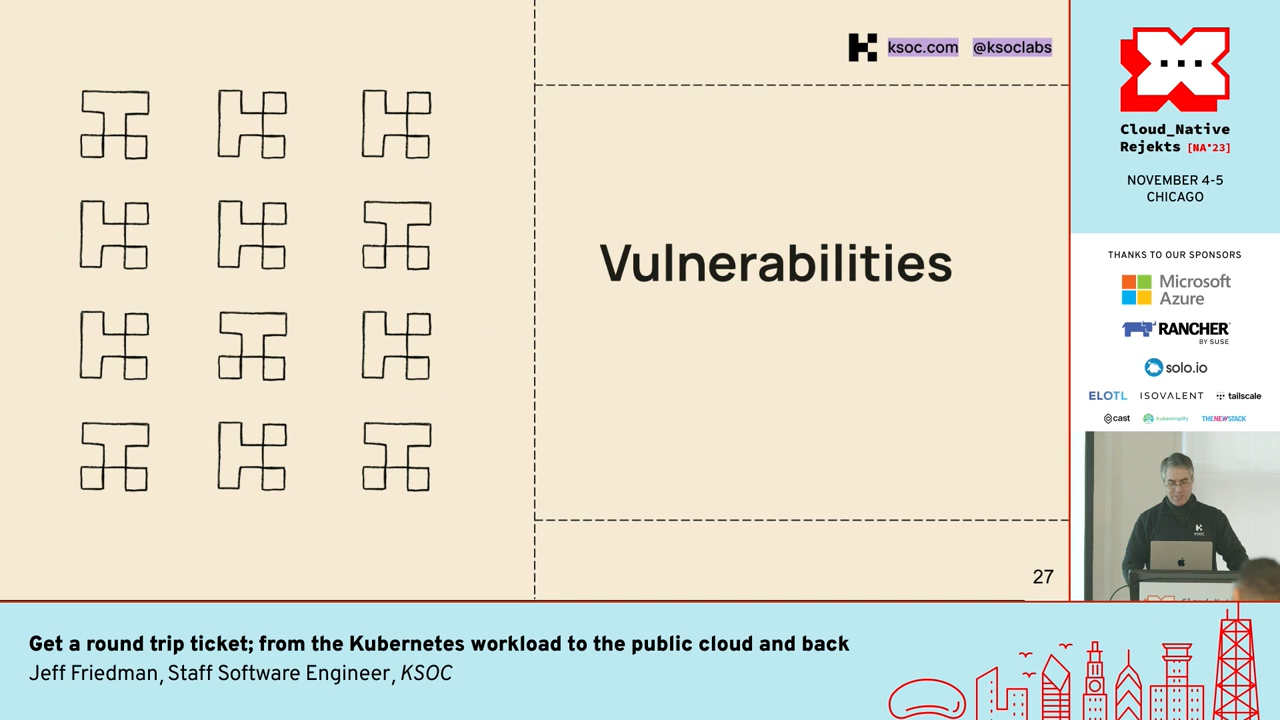 ksoc.com @ksoclabs
Vulnerabilities
27
Cloud_Native
Rejekts [NA'23]
NOVEMBER 4-5
CHICAGO
THANKS TO OUR SPONSORS
Microsoft
Azure
RANCHER
BY SUSE
solo.io
ELOTL ISOVALENT tailscale
cast Kubesimplify THENEWSTACK
KSOC
Get a round trip ticket; from the Kubernetes workload to the public cloud and back
Jeff Friedman, Staff Software Engineer, KSOC